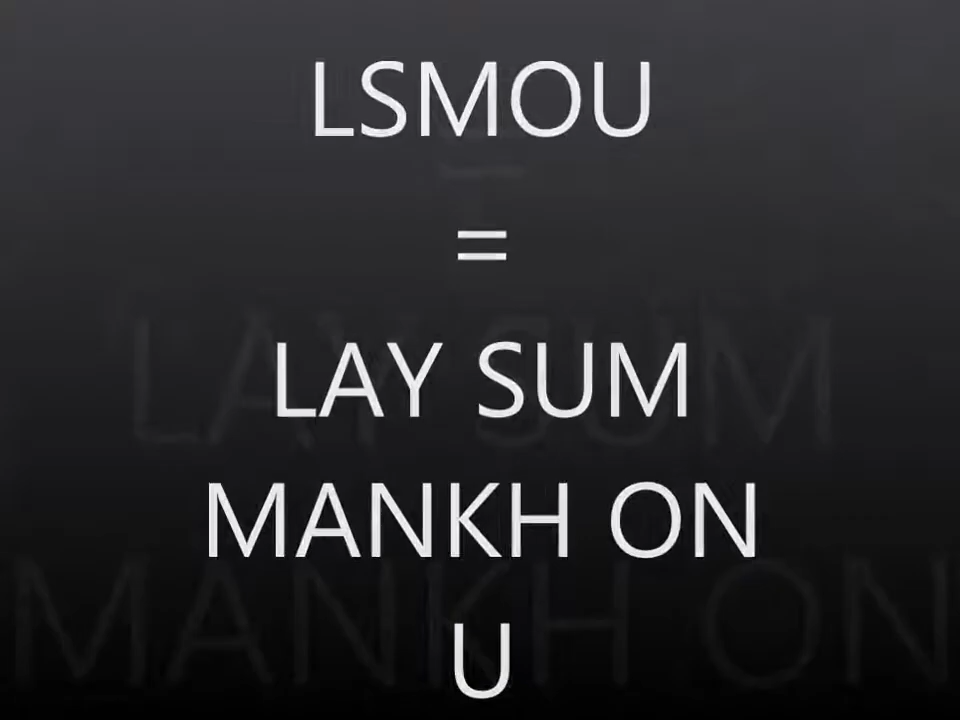 LSMOU
=
LAY SUM
MANKH ON
U